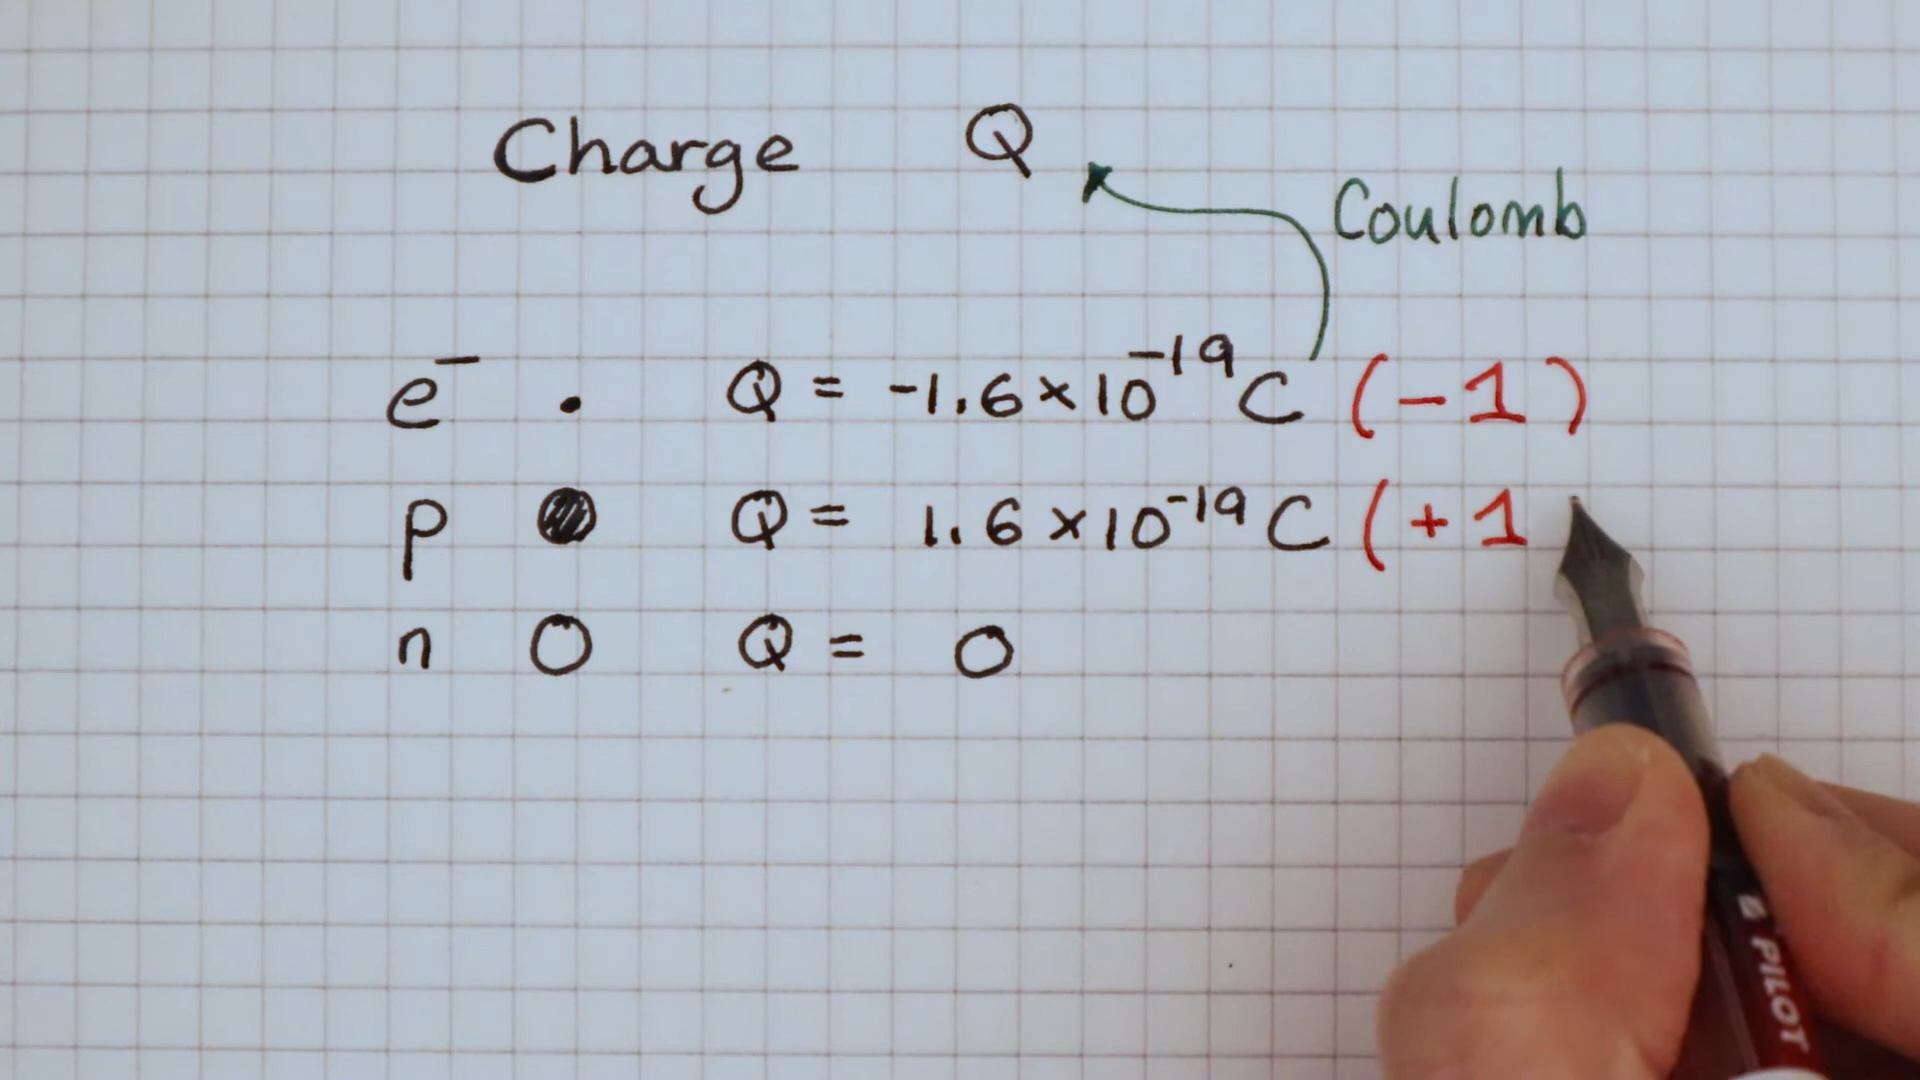 Charge Q
Coulomb
e⁻ • Q = -1.6×10⁻¹⁹ C (-1)
p Q = 1.6×10⁻¹⁹ C (+1
n Q = 0
PILOT